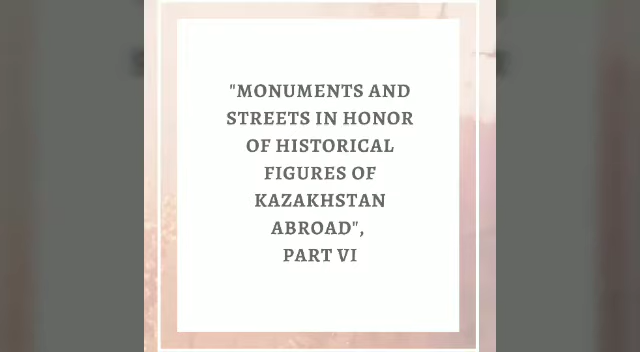 "MONUMENTS AND
STREETS IN HONOR
OF HISTORICAL
FIGURES OF
KAZAKHSTAN
ABROAD",
PART VI